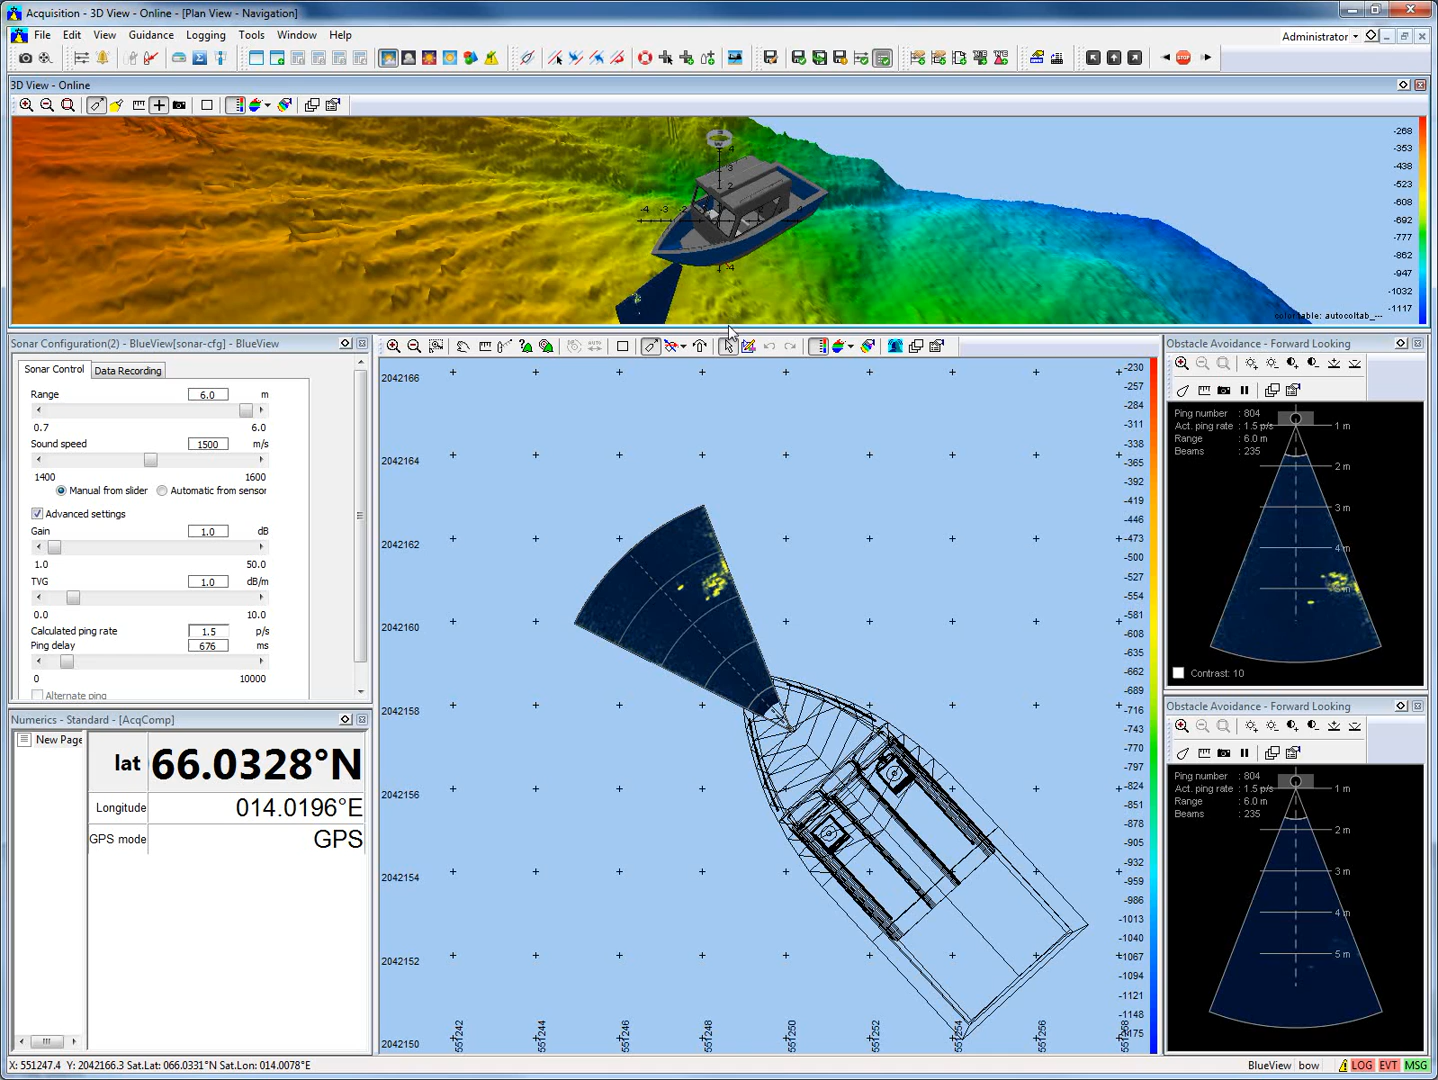 Acquisition - 3D View - Online - [Plan View - Navigation]
File Edit View Guidance Logging Tools Window Help
Administrator
3D View - Online
-268
-353
-438
-523
-608
-692
-777
-862
-947
-1032
-1117
color table: autocoltab_---
Sonar Configuration(2) - BlueView[sonar-cfg] - BlueView
Sonar Control Data Recording
Range 6.0 m
0.7 6.0
Sound speed 1500 m/s
1400 1600
Manual from slider Automatic from sensor
Advanced settings
Gain 1.0 dB
1.0 50.0
TVG 1.0 dB/m
0.0 10.0
Calculated ping rate 1.5 p/s
Ping delay 676 ms
0 10000
Alternate ping
Numerics - Standard - [AcqComp]
New Page
lat 66.0328°N
Longitude 014.0196°E
GPS mode GPS
2042166
2042164
2042162
2042160
2042158
2042156
2042154
2042152
2042150
551242 551244 551246 551248 551250 551252 551254 551256
-230
-257
-284
-311
-338
-365
-392
-419
-446
-473
-500
-527
-554
-581
-608
-635
-662
-689
-716
-743
-770
-797
-824
-851
-878
-905
-932
-959
-986
-1013
-1040
-1067
-1094
-1121
-1148
-1175
Obstacle Avoidance - Forward Looking
Ping number : 804
Act. ping rate : 1.5 p/s
Range : 6.0 m
Beams : 235
1 m
2 m
3 m
4 m
Contrast: 10
Obstacle Avoidance - Forward Looking
Ping number : 804
Act. ping rate : 1.5 p/s
Range : 6.0 m
Beams : 235
1 m
2 m
3 m
4 m
5 m
X: 551247.4 Y: 2042166.3 Sat.Lat: 066.0331°N Sat.Lon: 014.0078°E
BlueView bow LOG EVT MSG